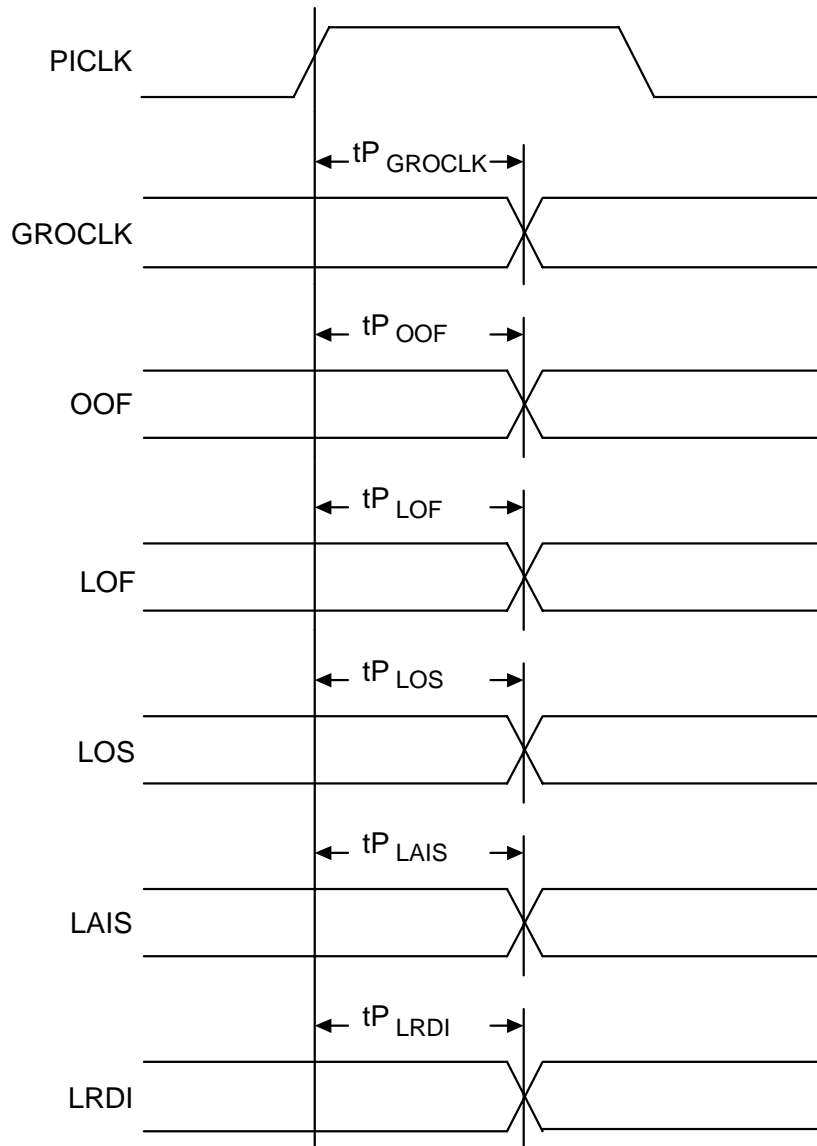 PICLK
tP GROCLK
GROCLK
tP OOF
OOF
tP LOF
LOF
tP LOS
LOS
tP LAIS
LAIS
tP LRDI
LRDI